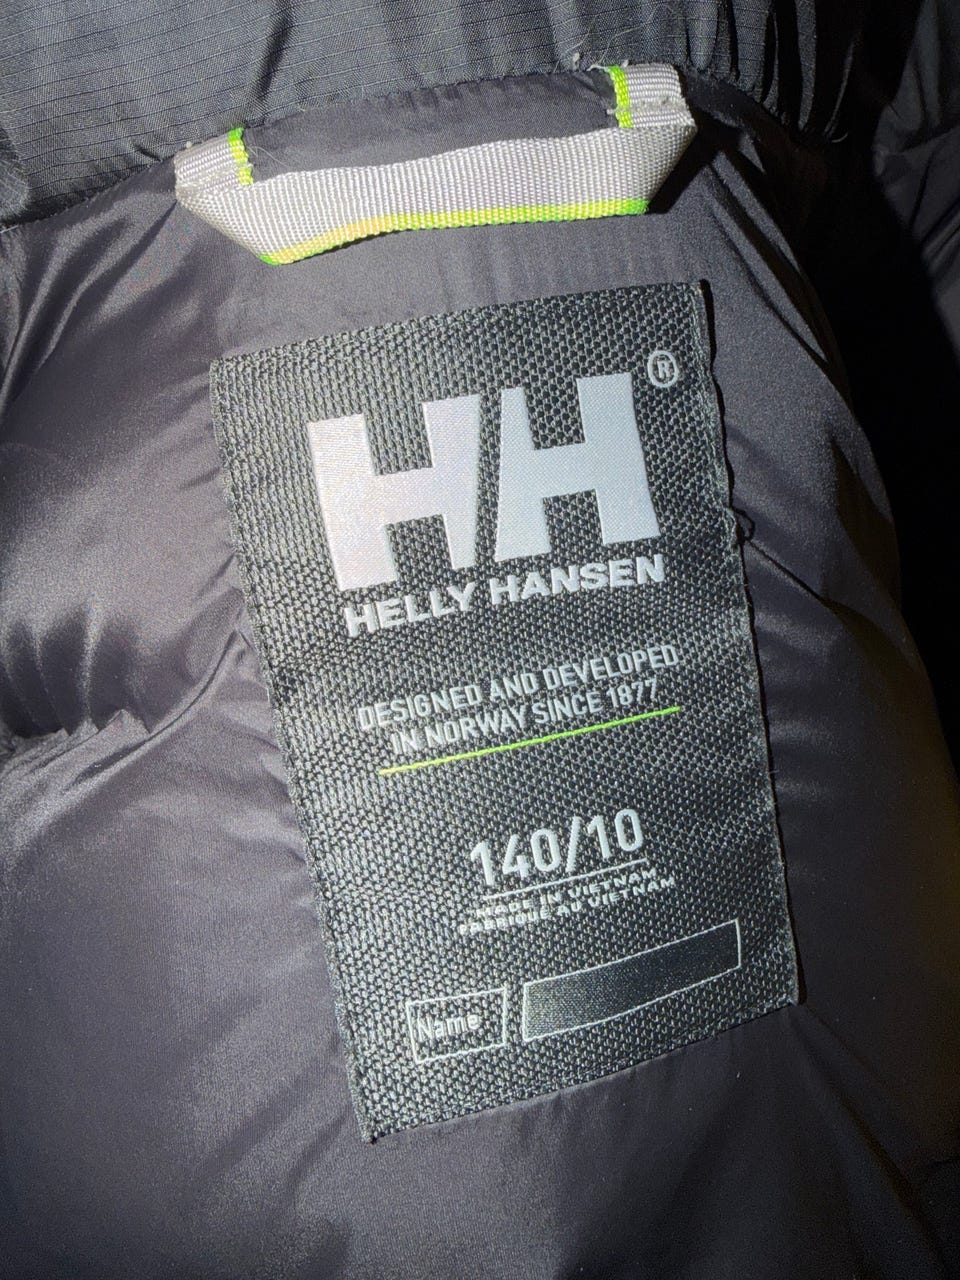 HH®
HELLY HANSEN
DESIGNED AND DEVELOPED
IN NORWAY SINCE 1877
140/10
MADE IN VIETNAM
FABRIQUÉ AU VIETNAM
Name